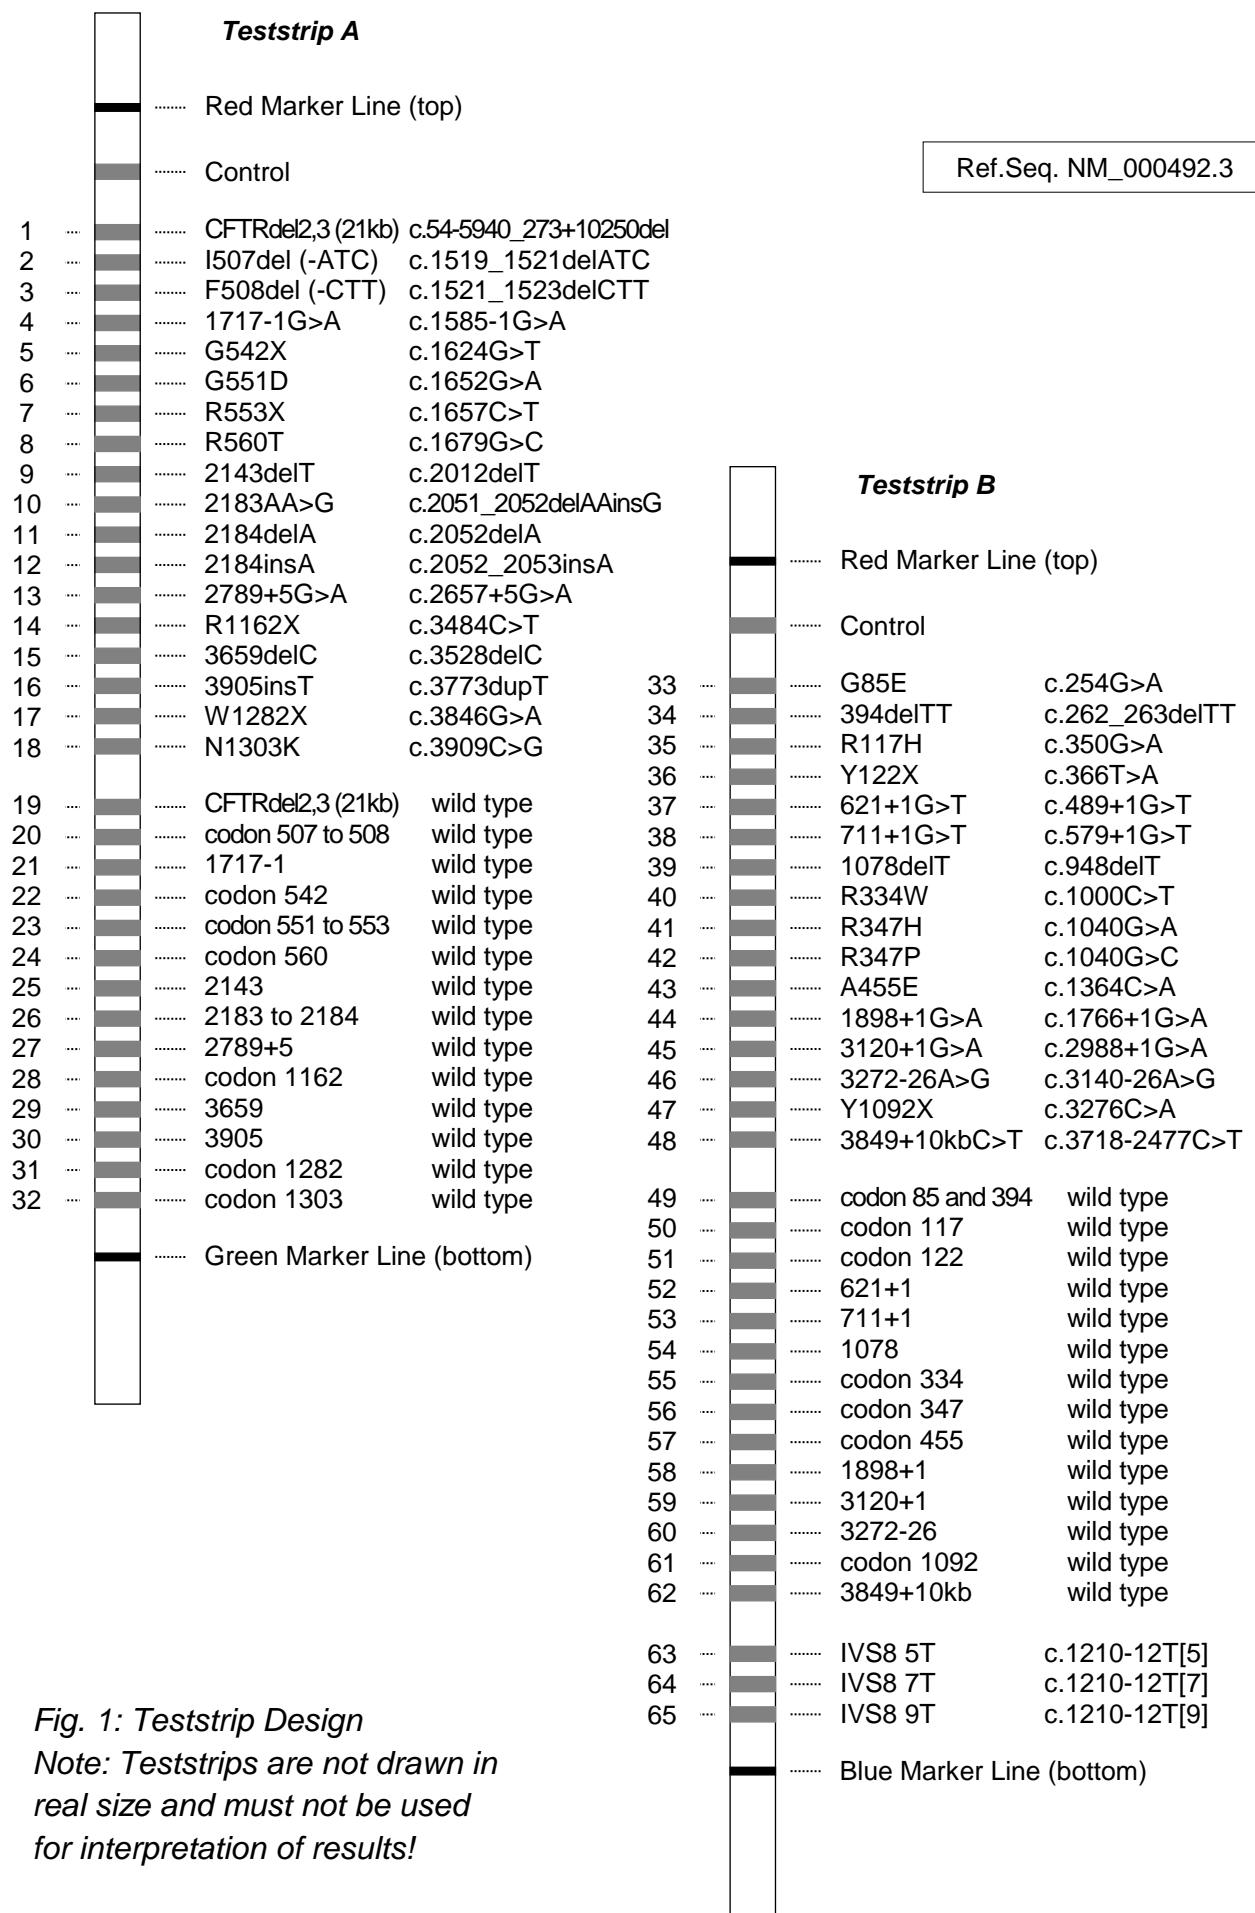 Teststrip A
Red Marker Line (top)
Control
Ref.Seq. NM_000492.3
1 CFTRdel2,3 (21kb) c.54-5940_273+10250del
2 I507del (-ATC) c.1519_1521delATC
3 F508del (-CTT) c.1521_1523delCTT
4 1717-1G>A c.1585-1G>A
5 G542X c.1624G>T
6 G551D c.1652G>A
7 R553X c.1657C>T
8 R560T c.1679G>C
9 2143delT c.2012delT
10 2183AA>G c.2051_2052delAAinsG
11 2184delA c.2052delA
12 2184insA c.2052_2053insA
13 2789+5G>A c.2657+5G>A
14 R1162X c.3484C>T
15 3659delC c.3528delC
16 3905insT c.3773dupT
17 W1282X c.3846G>A
18 N1303K c.3909C>G
19 CFTRdel2,3 (21kb) wild type
20 codon 507 to 508 wild type
21 1717-1 wild type
22 codon 542 wild type
23 codon 551 to 553 wild type
24 codon 560 wild type
25 2143 wild type
26 2183 to 2184 wild type
27 2789+5 wild type
28 codon 1162 wild type
29 3659 wild type
30 3905 wild type
31 codon 1282 wild type
32 codon 1303 wild type
Green Marker Line (bottom)
Teststrip B
Red Marker Line (top)
Control
33 G85E c.254G>A
34 394delTT c.262_263delTT
35 R117H c.350G>A
36 Y122X c.366T>A
37 621+1G>T c.489+1G>T
38 711+1G>T c.579+1G>T
39 1078delT c.948delT
40 R334W c.1000C>T
41 R347H c.1040G>A
42 R347P c.1040G>C
43 A455E c.1364C>A
44 1898+1G>A c.1766+1G>A
45 3120+1G>A c.2988+1G>A
46 3272-26A>G c.3140-26A>G
47 Y1092X c.3276C>A
48 3849+10kbC>T c.3718-2477C>T
49 codon 85 and 394 wild type
50 codon 117 wild type
51 codon 122 wild type
52 621+1 wild type
53 711+1 wild type
54 1078 wild type
55 codon 334 wild type
56 codon 347 wild type
57 codon 455 wild type
58 1898+1 wild type
59 3120+1 wild type
60 3272-26 wild type
61 codon 1092 wild type
62 3849+10kb wild type
63 IVS8 5T c.1210-12T[5]
64 IVS8 7T c.1210-12T[7]
65 IVS8 9T c.1210-12T[9]
Blue Marker Line (bottom)
Fig. 1: Teststrip Design
Note: Teststrips are not drawn in
real size and must not be used
for interpretation of results!